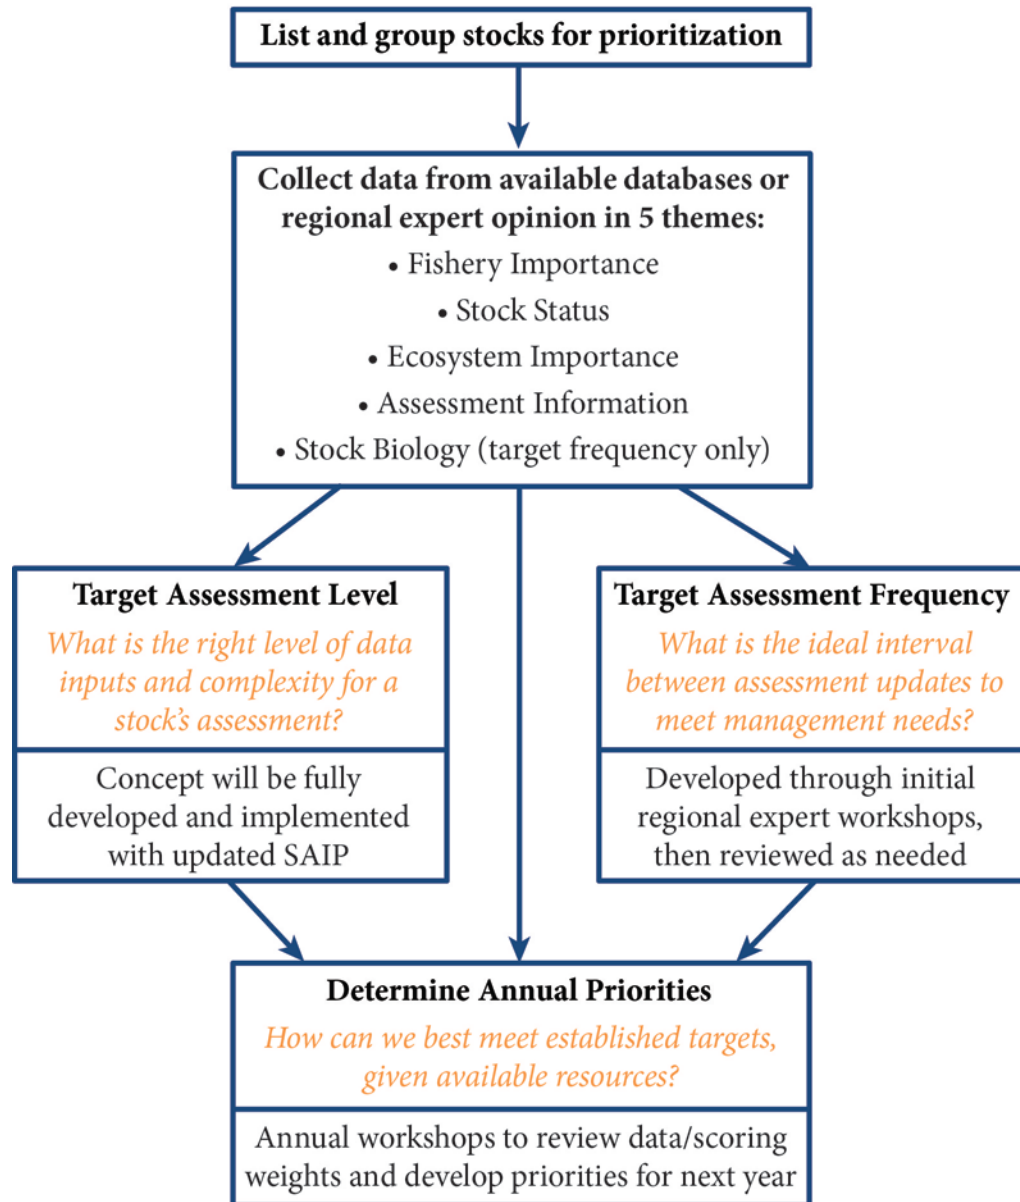 List and group stocks for prioritization
Collect data from available databases or
regional expert opinion in 5 themes:
• Fishery Importance
• Stock Status
• Ecosystem Importance
• Assessment Information
• Stock Biology (target frequency only)
Target Assessment Level
What is the right level of data
inputs and complexity for a
stock's assessment?
Concept will be fully
developed and implemented
with updated SAIP
Target Assessment Frequency
What is the ideal interval
between assessment updates to
meet management needs?
Developed through initial
regional expert workshops,
then reviewed as needed
Determine Annual Priorities
How can we best meet established targets,
given available resources?
Annual workshops to review data/scoring
weights and develop priorities for next year